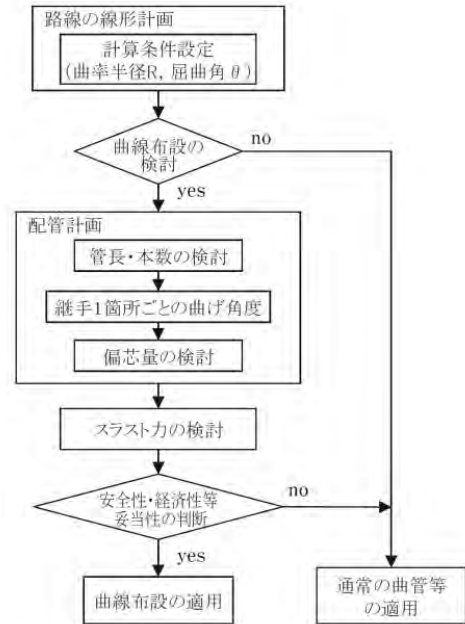 路線の線形計画
計算条件設定
(曲率半径R, 屈曲角θ)
曲線布設の
検討
no
yes
配管計画
管長・本数の検討
継手1箇所ごとの曲げ角度
偏芯量の検討
スラスト力の検討
安全性・経済性等
妥当性の判断
no
yes
曲線布設の適用
通常の曲管等
の適用